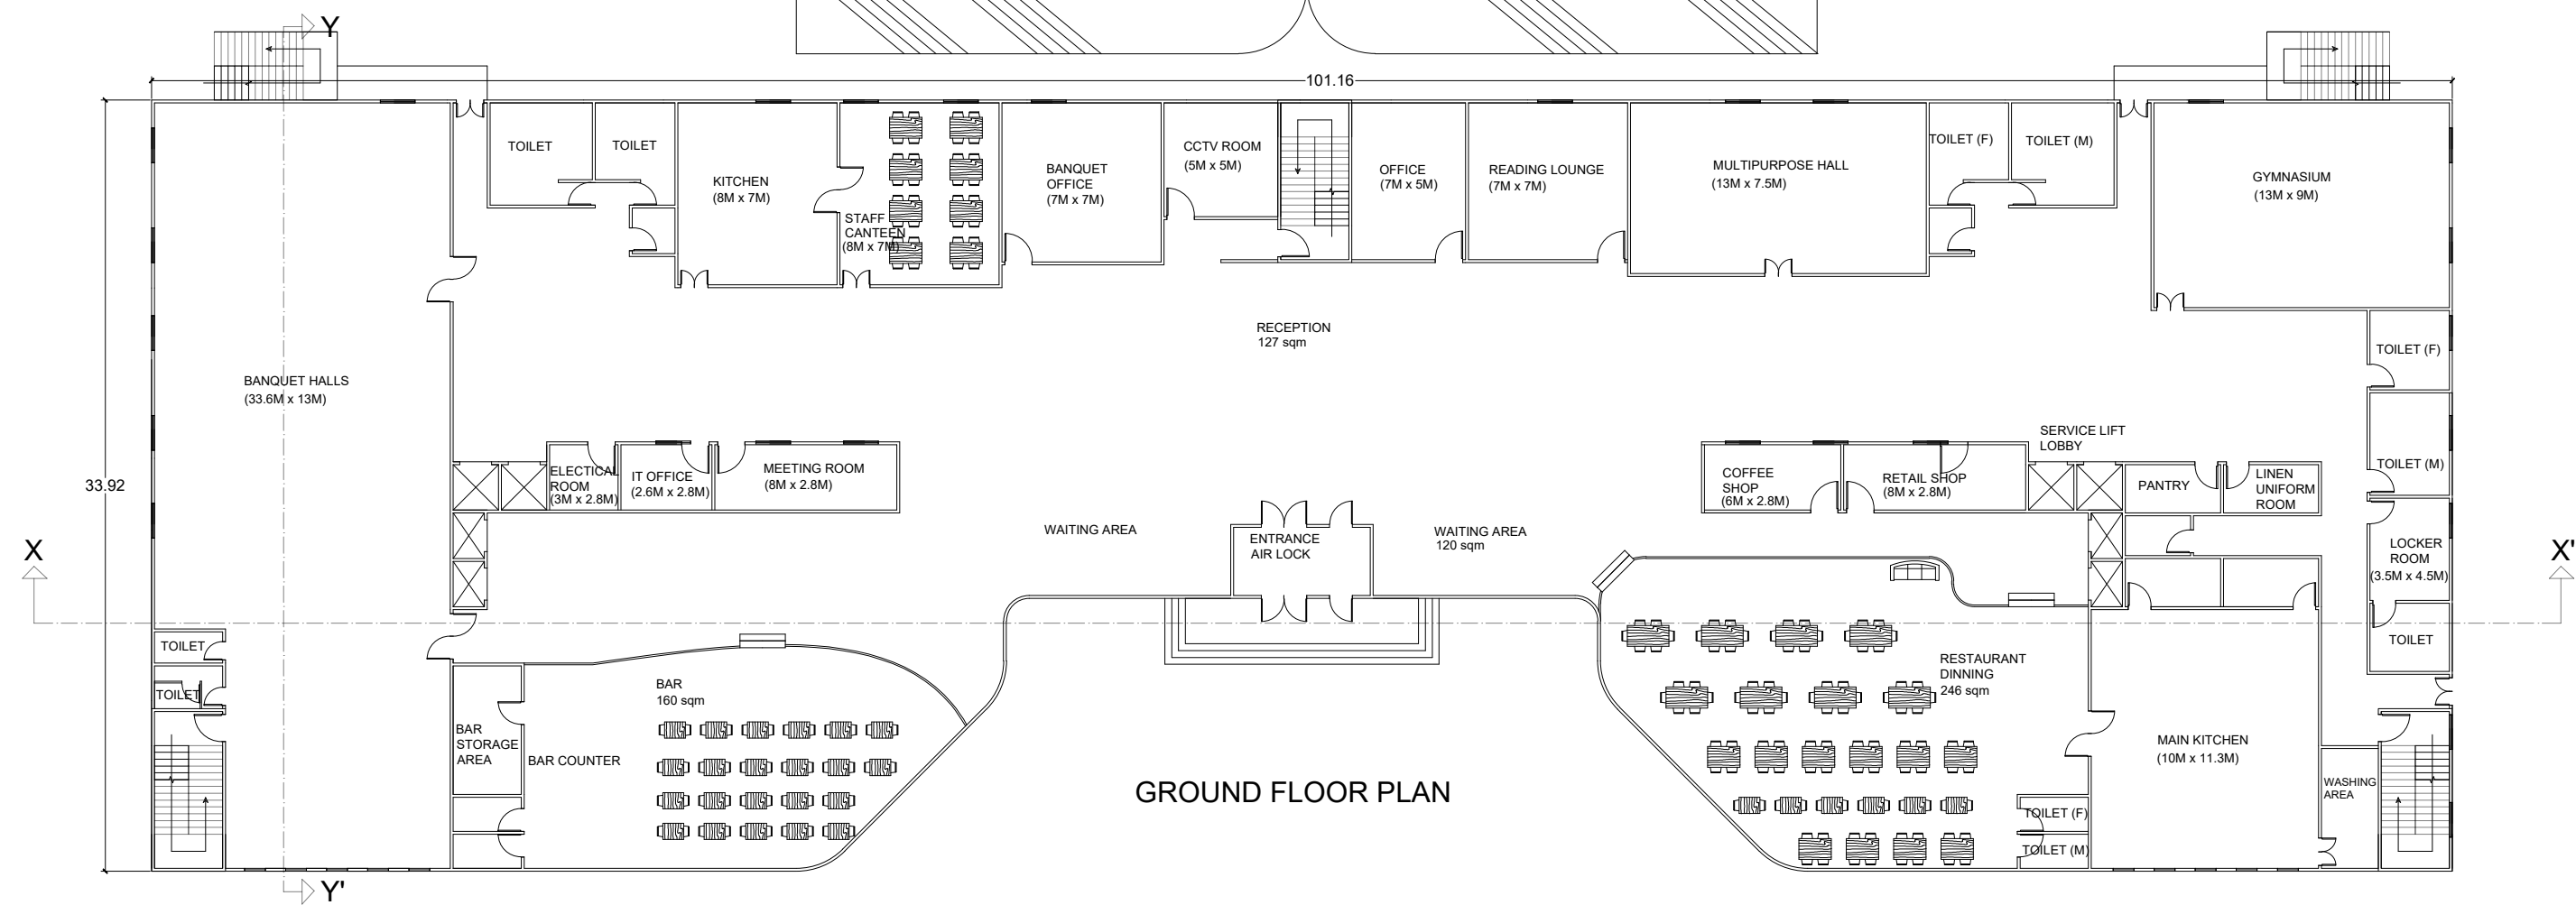 Y
101.16
TOILET
TOILET
KITCHEN
(8M x 7M)
STAFF
CANTEEN
(8M x 7M)
BANQUET
OFFICE
(7M x 7M)
CCTV ROOM
(5M x 5M)
OFFICE
(7M x 5M)
READING LOUNGE
(7M x 7M)
MULTIPURPOSE HALL
(13M x 7.5M)
TOILET (F)
TOILET (M)
GYMNASIUM
(13M x 9M)
RECEPTION
127 sqm
TOILET (F)
BANQUET HALLS
(33.6M x 13M)
33.92
ELECTICAL
ROOM
(3M x 2.8M)
IT OFFICE
(2.6M x 2.8M)
MEETING ROOM
(8M x 2.8M)
COFFEE
SHOP
(6M x 2.8M)
RETAIL SHOP
(8M x 2.8M)
SERVICE LIFT
LOBBY
PANTRY
LINEN
UNIFORM
ROOM
TOILET (M)
X
WAITING AREA
ENTRANCE
AIR LOCK
WAITING AREA
120 sqm
LOCKER
ROOM
(3.5M x 4.5M)
X'
TOILET
TOILET
TOILET
BAR
160 sqm
RESTAURANT
DINNING
246 sqm
BAR
STORAGE
AREA
BAR COUNTER
GROUND FLOOR PLAN
MAIN KITCHEN
(10M x 11.3M)
WASHING
AREA
TOILET (F)
TOILET (M)
Y'